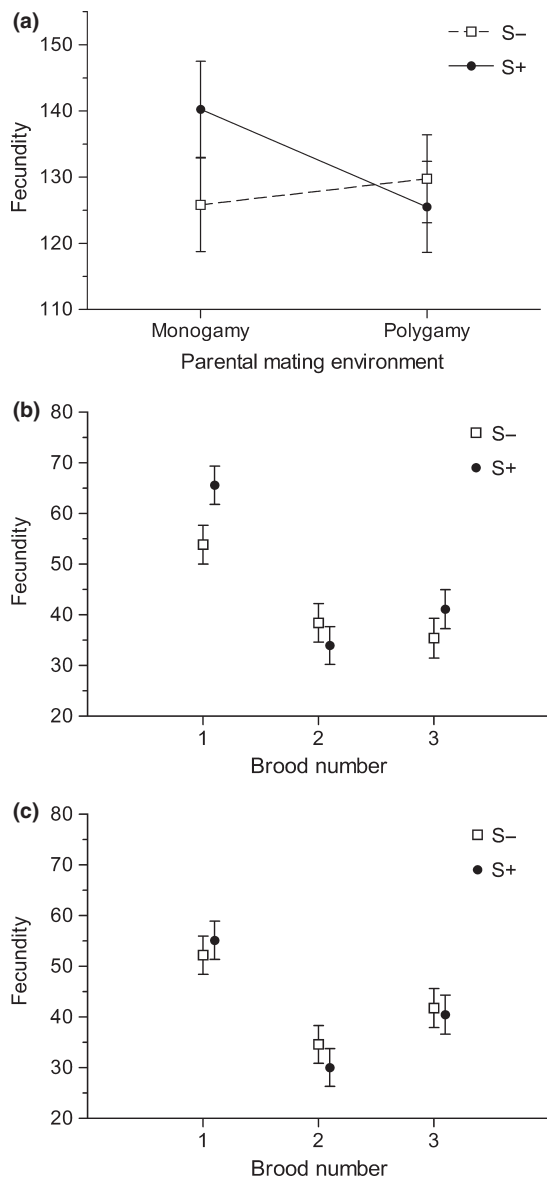 (a)
S–
S+
150
140
130
120
110
Fecundity
Monogamy Polygamy
Parental mating environment
(b)
S–
S+
80
70
60
50
40
30
20
Fecundity
1 2 3
Brood number
(c)
S–
S+
80
70
60
50
40
30
20
Fecundity
1 2 3
Brood number